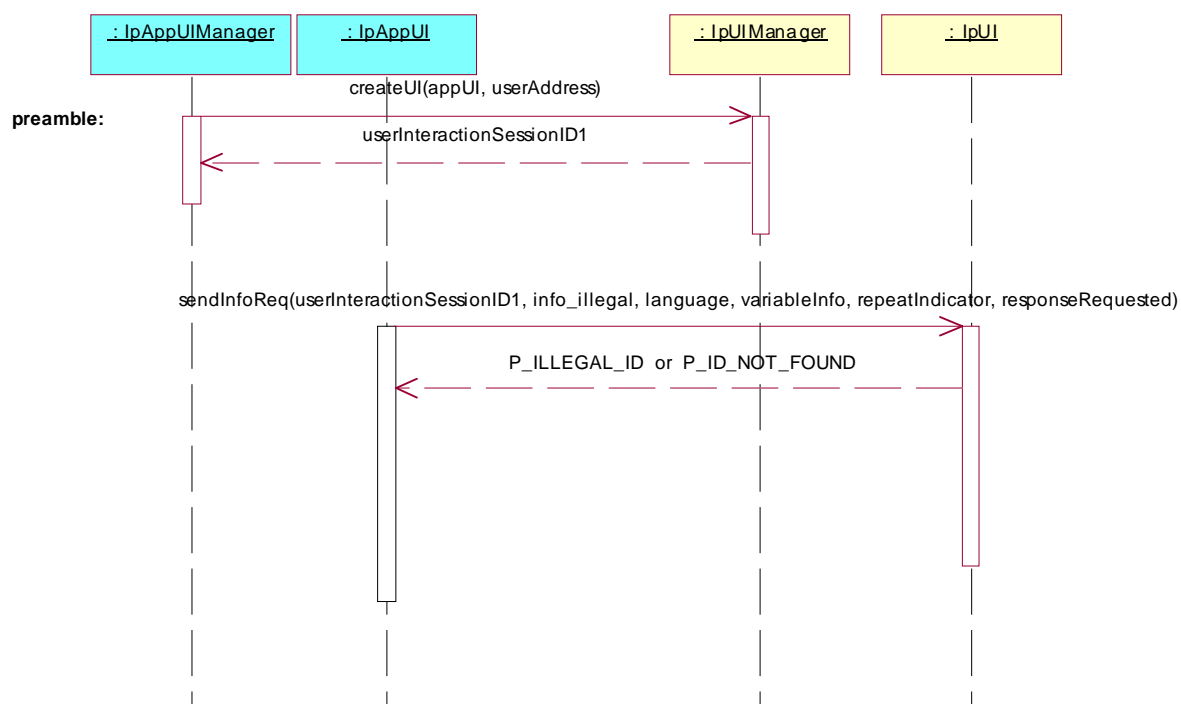 : IpAppUIManager
: IpAppUI
: IpUIManager
: IpUI
createUI(appUI, userAddress)
preamble:
userInteractionSessionID1
sendInfoReq(userInteractionSessionID1, info_illegal, language, variableInfo, repeatIndicator, responseRequested)
P_ILLEGAL_ID or P_ID_NOT_FOUND